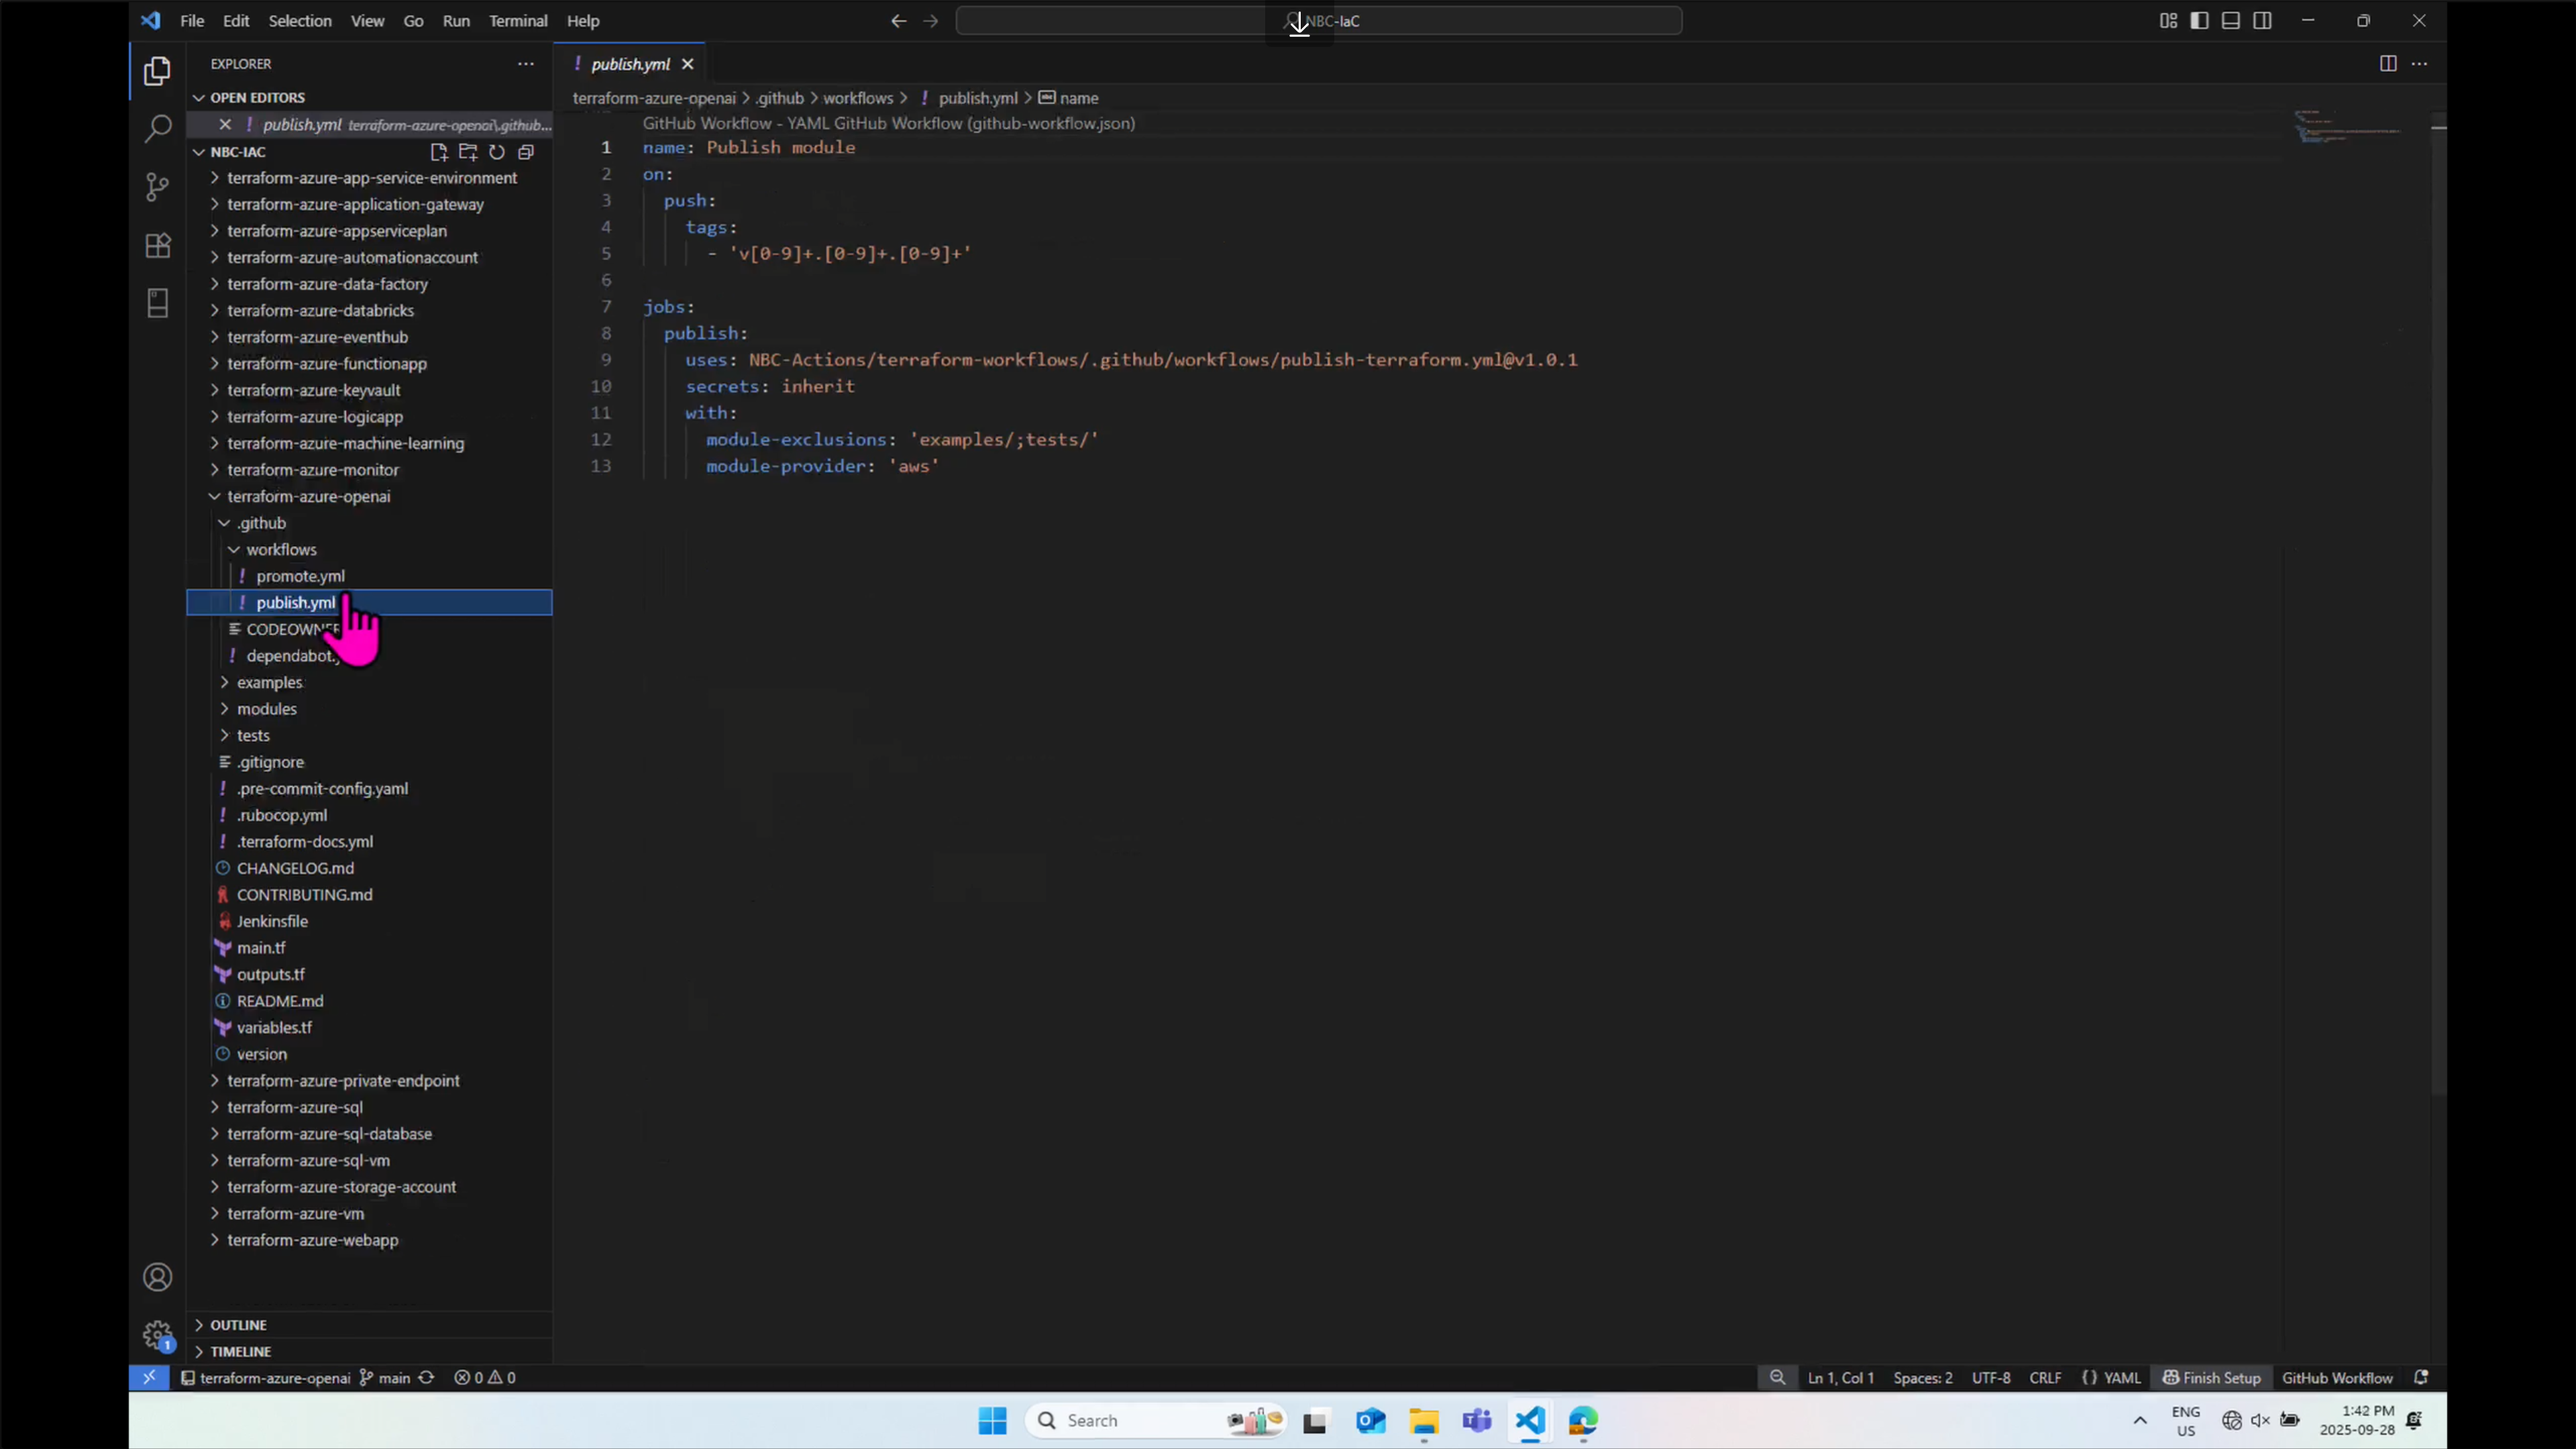 File Edit Selection View Go Run Terminal Help
NBC-IaC
EXPLORER
OPEN EDITORS
publish.yml terraform-azure-openai\.github...
NBC-IAC
terraform-azure-app-service-environment
terraform-azure-application-gateway
terraform-azure-appserviceplan
terraform-azure-automationaccount
terraform-azure-data-factory
terraform-azure-databricks
terraform-azure-eventhub
terraform-azure-functionapp
terraform-azure-keyvault
terraform-azure-logicapp
terraform-azure-machine-learning
terraform-azure-monitor
terraform-azure-openai
.github
workflows
promote.yml
publish.yml
CODEOWNER
dependabot.
examples
modules
tests
.gitignore
.pre-commit-config.yaml
.rubocop.yml
.terraform-docs.yml
CHANGELOG.md
CONTRIBUTING.md
Jenkinsfile
main.tf
outputs.tf
README.md
variables.tf
version
terraform-azure-private-endpoint
terraform-azure-sql
terraform-azure-sql-database
terraform-azure-sql-vm
terraform-azure-storage-account
terraform-azure-vm
terraform-azure-webapp
OUTLINE
TIMELINE
publish.yml
terraform-azure-openai > .github > workflows > ! publish.yml > name
GitHub Workflow - YAML GitHub Workflow (github-workflow.json)
1 name: Publish module
2 on:
3 push:
4 tags:
5 - 'v[0-9]+.[0-9]+.[0-9]+'
6
7 jobs:
8 publish:
9 uses: NBC-Actions/terraform-workflows/.github/workflows/publish-terraform.yml@v1.0.1
10 secrets: inherit
11 with:
12 module-exclusions: 'examples/;tests/'
13 module-provider: 'aws'
terraform-azure-openai main 0 0
Ln 1, Col 1 Spaces: 2 UTF-8 CRLF {} YAML Finish Setup GitHub Workflow
1
Search
ENG
US
1:42 PM
2025-09-28